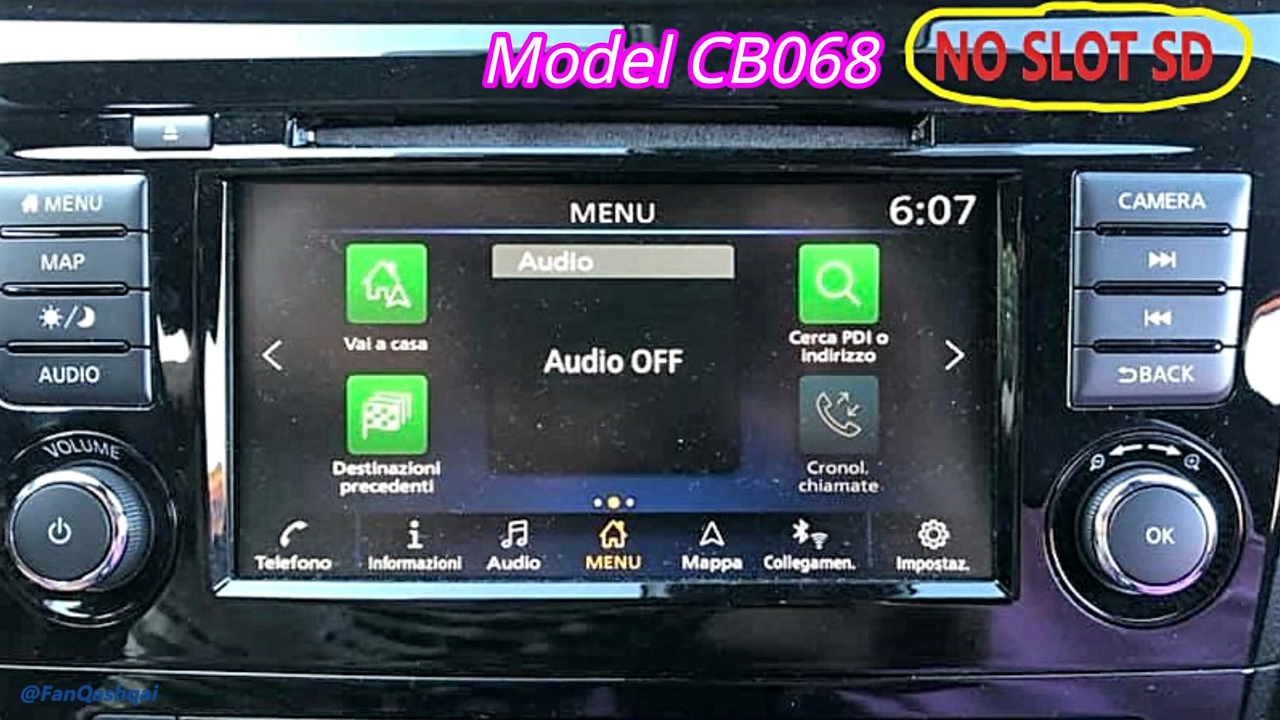 Model CB068
NO SLOT SD
MENU
MAP
AUDIO
VOLUME
MENU
6:07
Audio
Audio OFF
Vai a casa
Destinazioni
precedenti
Cerca PDI o
indirizzo
Cronol.
chiamate
Telefono
Informazioni
Audio
MENU
Mappa
Collegamen.
Impostaz.
CAMERA
BACK
OK
@FanQashqai